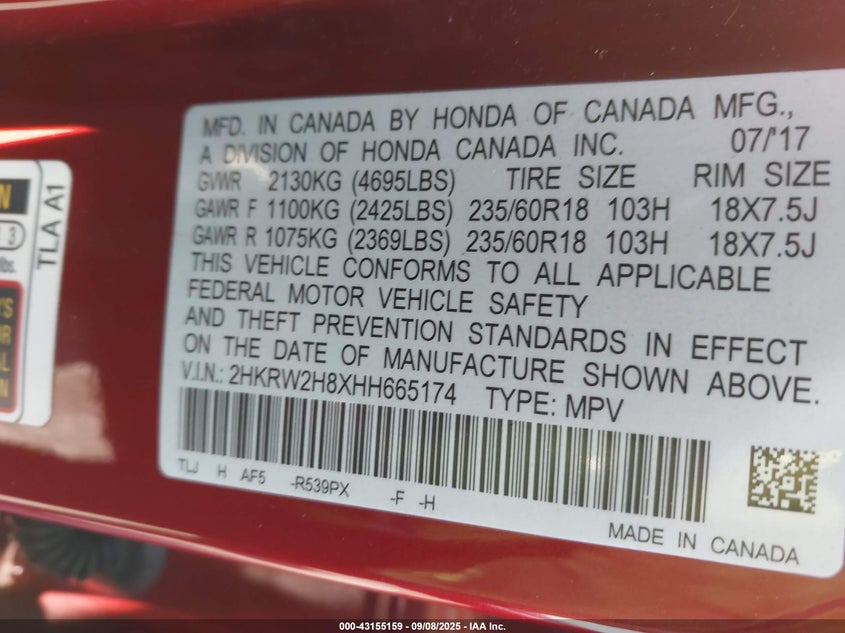 MFD. IN CANADA BY HONDA OF CANADA MFG.,
A DIVISION OF HONDA CANADA INC. 07/'17
GVWR 2130KG (4695LBS) TIRE SIZE RIM SIZE
GAWR F 1100KG (2425LBS) 235/60R18 103H 18X7.5J
GAWR R 1075KG (2369LBS) 235/60R18 103H 18X7.5J
THIS VEHICLE CONFORMS TO ALL APPLICABLE
FEDERAL MOTOR VEHICLE SAFETY
AND THEFT PREVENTION STANDARDS IN EFFECT
ON THE DATE OF MANUFACTURE SHOWN ABOVE.
V.I.N.: 2HKRW2H8XHH665174 TYPE: MPV
TLJ H AF5 -R539PX -F -H
MADE IN CANADA
TLA A1
3
lbs.
000-43155159 - 09/08/2025 - IAA Inc.